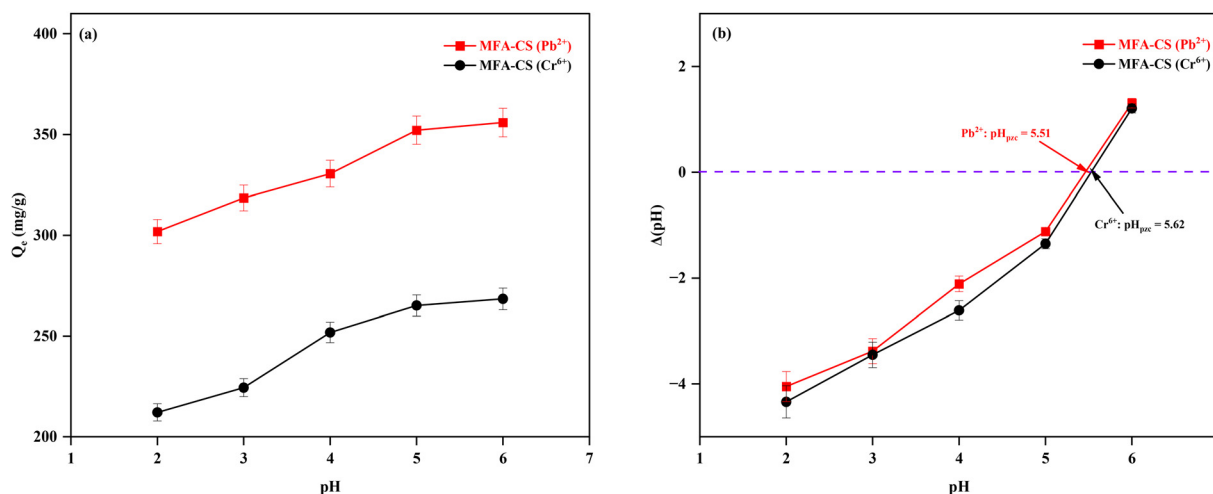 (a)
MFA-CS (Pb²⁺)
MFA-CS (Cr⁶⁺)
400
350
300
250
200
Qₑ (mg/g)
1 2 3 4 5 6 7
pH
(b)
MFA-CS (Pb²⁺)
MFA-CS (Cr⁶⁺)
2
0
−2
−4
Δ(pH)
Pb²⁺: pHpzc = 5.51
Cr⁶⁺: pHpzc = 5.62
1 2 3 4 5 6
pH